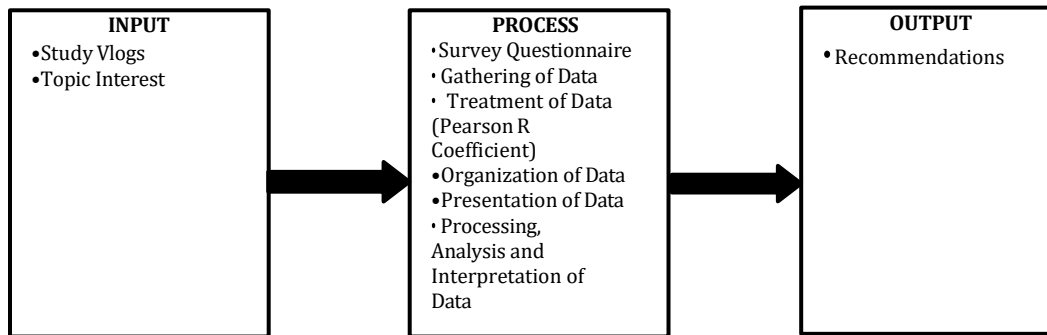 INPUT
•Study Vlogs
•Topic Interest
PROCESS
•Survey Questionnaire
• Gathering of Data
• Treatment of Data
(Pearson R
Coefficient)
•Organization of Data
•Presentation of Data
• Processing,
Analysis and
Interpretation of
Data
OUTPUT
• Recommendations